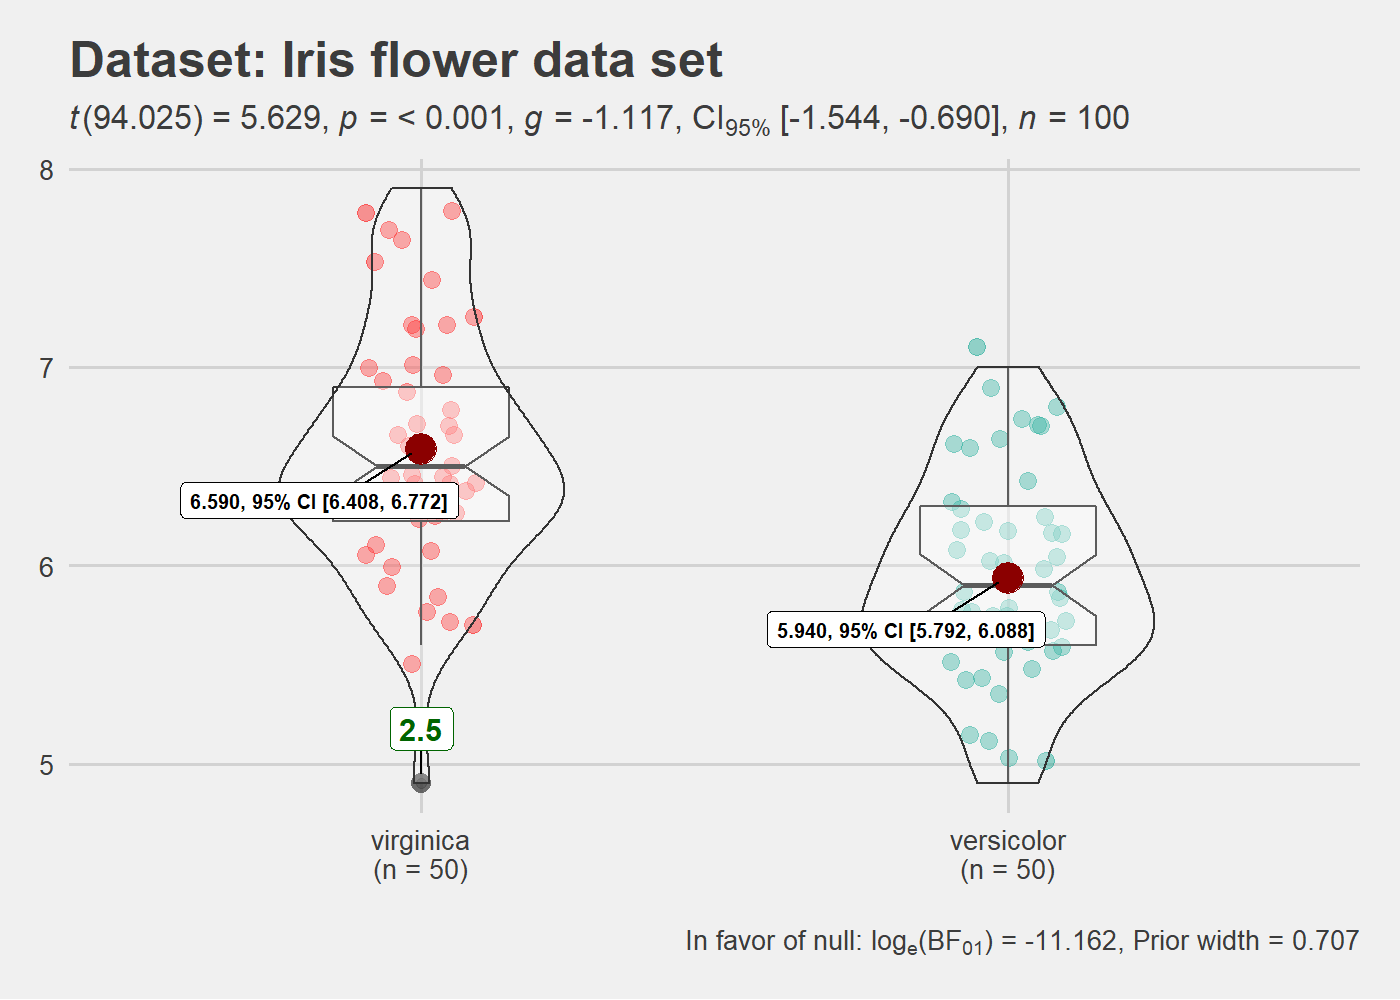 Dataset: Iris flower data set
t(94.025) = 5.629, p = < 0.001, g = -1.117, CI95% [-1.544, -0.690], n = 100
8
7
6
5
6.590, 95% CI [6.408, 6.772]
5.940, 95% CI [5.792, 6.088]
2.5
virginica
(n = 50)
versicolor
(n = 50)
In favor of null: loge(BF01) = -11.162, Prior width = 0.707